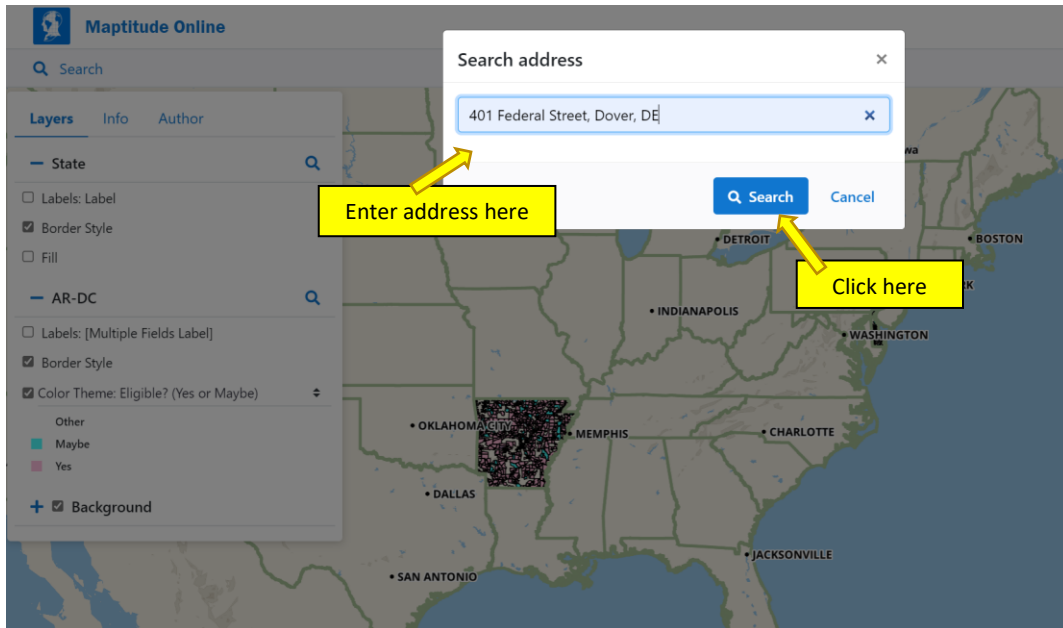 Maptitude Online
Search
Search address
×
401 Federal Street, Dover, DE
×
Search
Cancel
Enter address here
Click here
Layers Info Author
State
Labels: Label
Border Style
Fill
AR-DC
Labels: [Multiple Fields Label]
Border Style
Color Theme: Eligible? (Yes or Maybe)
Other
Maybe
Yes
Background
wa
DETROIT
BOSTON
K
INDIANAPOLIS
WASHINGTON
OKLAHOMA CITY
MEMPHIS
CHARLOTTE
DALLAS
JACKSONVILLE
SAN ANTONIO